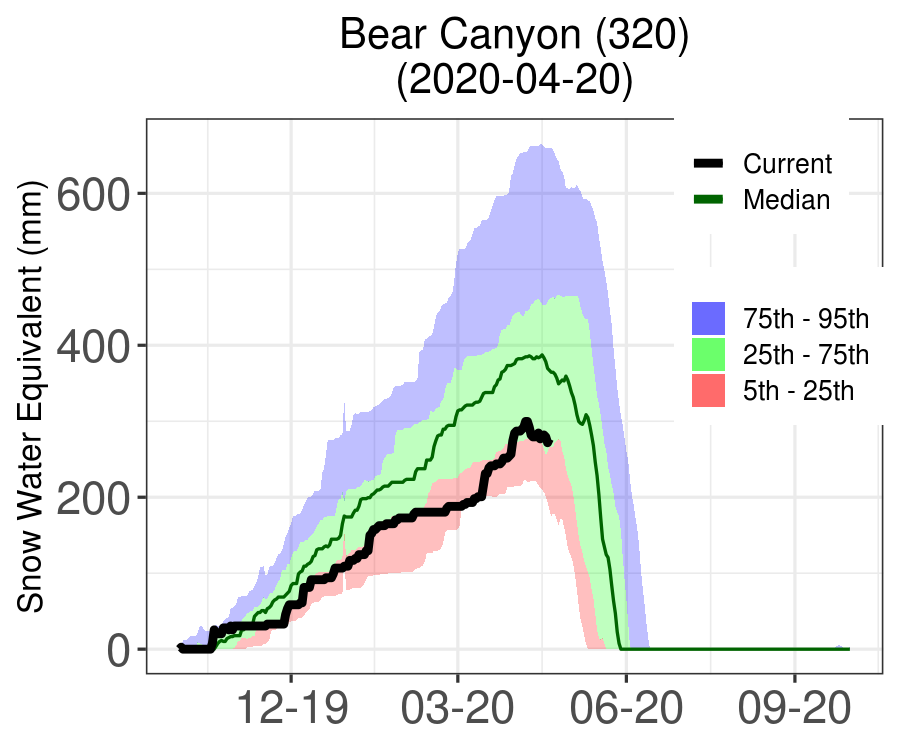 Bear Canyon (320)
(2020-04-20)
Snow Water Equivalent (mm)
600
400
200
0
12-19
03-20
06-20
09-20
Current
Median
75th - 95th
25th - 75th
5th - 25th